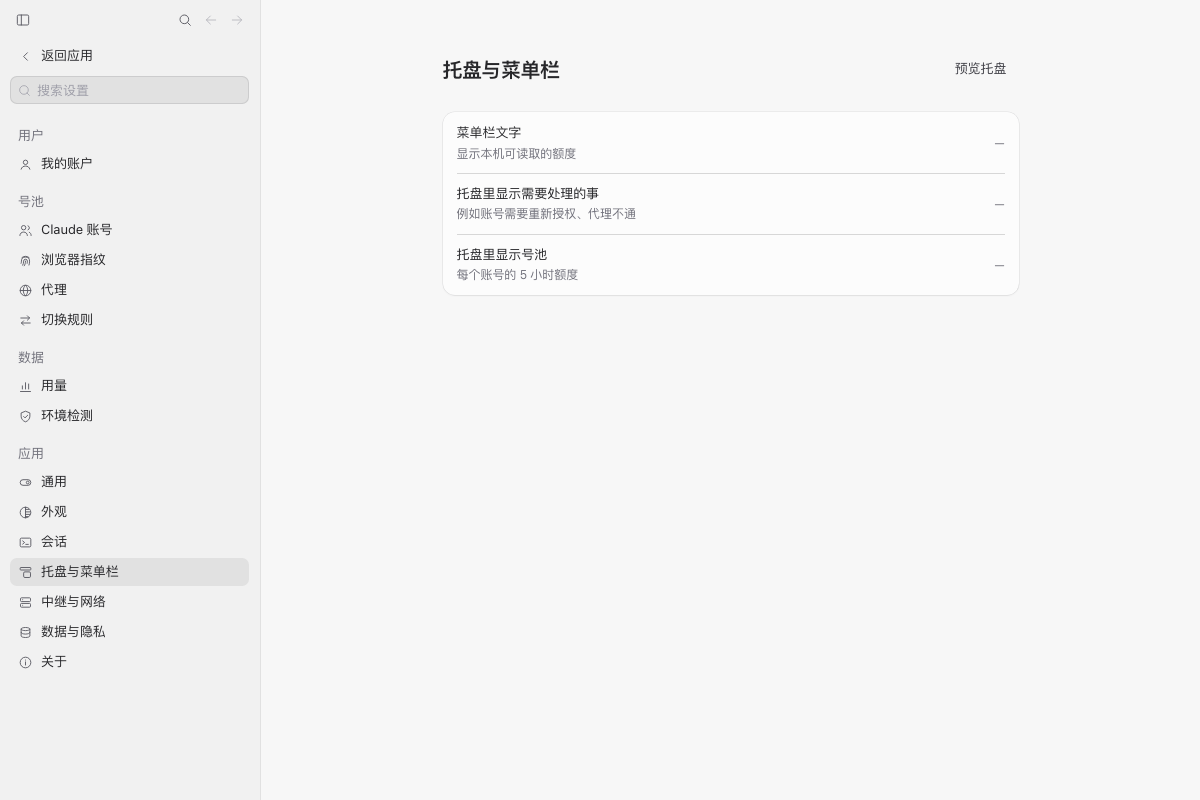 返回应用
搜索设置
用户
我的账户
号池
Claude 账号
浏览器指纹
代理
切换规则
数据
用量
环境检测
应用
通用
外观
会话
托盘与菜单栏
中继与网络
数据与隐私
关于
托盘与菜单栏
预览托盘
菜单栏文字
显示本机可读取的额度
—
托盘里显示需要处理的事
例如账号需要重新授权、代理不通
—
托盘里显示号池
每个账号的 5 小时额度
—